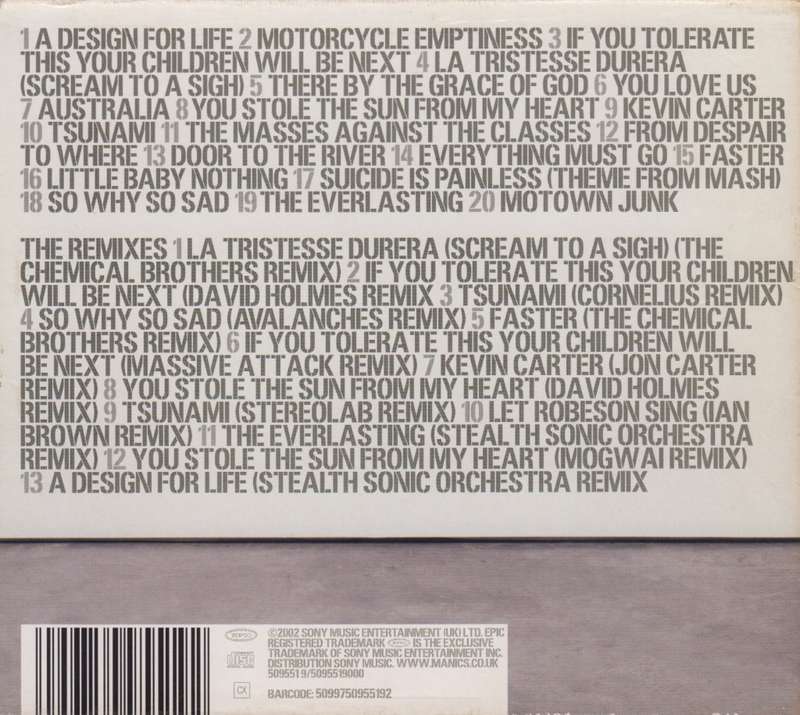 1 A DESIGN FOR LIFE 2 MOTORCYCLE EMPTINESS 3 IF YOU TOLERATE
THIS YOUR CHILDREN WILL BE NEXT 4 LA TRISTESSE DURERA
(SCREAM TO A SIGH) 5 THERE BY THE GRACE OF GOD 6 YOU LOVE US
7 AUSTRALIA 8 YOU STOLE THE SUN FROM MY HEART 9 KEVIN CARTER
10 TSUNAMI 11 THE MASSES AGAINST THE CLASSES 12 FROM DESPAIR
TO WHERE 13 DOOR TO THE RIVER 14 EVERYTHING MUST GO 15 FASTER
16 LITTLE BABY NOTHING 17 SUICIDE IS PAINLESS (THEME FROM MASH)
18 SO WHY SO SAD 19 THE EVERLASTING 20 MOTOWN JUNK
THE REMIXES 1 LA TRISTESSE DURERA (SCREAM TO A SIGH) (THE
CHEMICAL BROTHERS REMIX) 2 IF YOU TOLERATE THIS YOUR CHILDREN
WILL BE NEXT (DAVID HOLMES REMIX 3 TSUNAMI (CORNELIUS REMIX)
4 SO WHY SO SAD (AVALANCHES REMIX) 5 FASTER (THE CHEMICAL
BROTHERS REMIX) 6 IF YOU TOLERATE THIS YOUR CHILDREN WILL
BE NEXT (MASSIVE ATTACK REMIX) 7 KEVIN CARTER (JON CARTER
REMIX) 8 YOU STOLE THE SUN FROM MY HEART (DAVID HOLMES
REMIX) 9 TSUNAMI (STEREOLAB REMIX) 10 LET ROBESON SING (IAN
BROWN REMIX) 11 THE EVERLASTING (STEALTH SONIC ORCHESTRA
REMIX) 12 YOU STOLE THE SUN FROM MY HEART (MOGWAI REMIX)
13 A DESIGN FOR LIFE (STEALTH SONIC ORCHESTRA REMIX
©2002 SONY MUSIC ENTERTAINMENT (UK) LTD. EPIC
REGISTERED TRADEMARK IS THE EXCLUSIVE
TRADEMARK OF SONY MUSIC ENTERTAINMENT INC.
DISTRIBUTION SONY MUSIC. WWW.MANICS.CO.UK
509551 9/5095519000
CX
BARCODE: 5099750955192